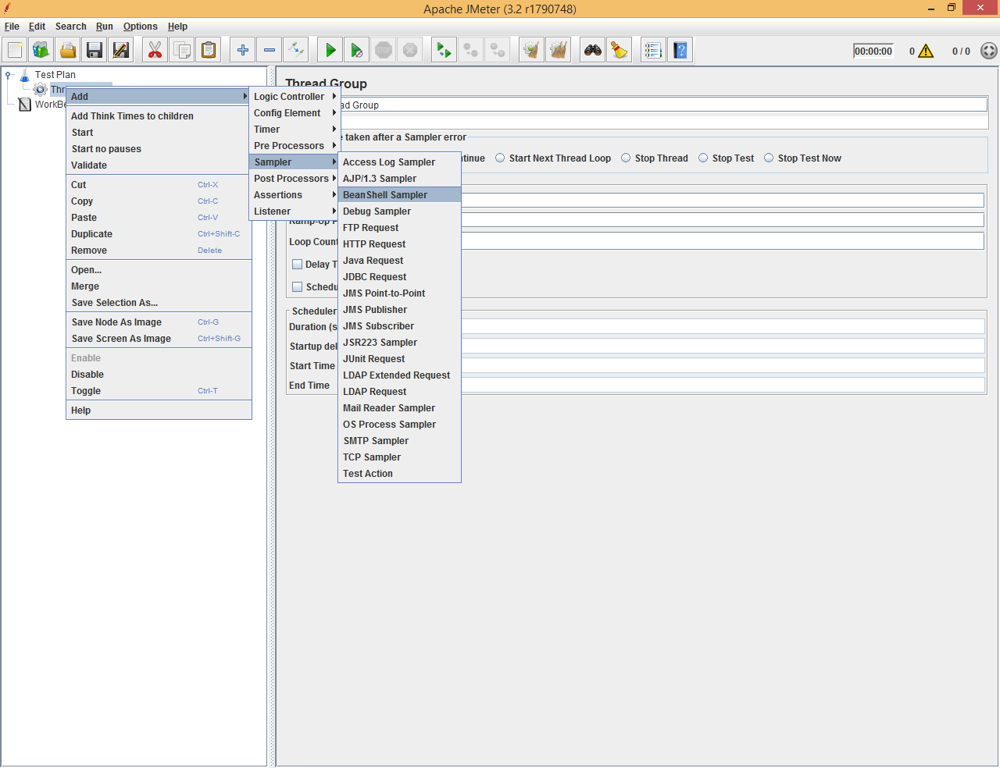 Apache JMeter (3.2 r1790748)
File Edit Search Run Options Help
00:00:00 0 0 / 0
Test Plan
Thr
WorkBe
Add
Add Think Times to children
Start
Start no pauses
Validate
Cut Ctrl-X
Copy Ctrl-C
Paste Ctrl-V
Duplicate Ctrl+Shift-C
Remove Delete
Open...
Merge
Save Selection As...
Save Node As Image Ctrl-G
Save Screen As Image Ctrl+Shift-G
Enable
Disable
Toggle Ctrl-T
Help
Logic Controller
Config Element
Timer
Pre Processors
Sampler
Post Processors
Assertions
Listener
Access Log Sampler
AJP/1.3 Sampler
BeanShell Sampler
Debug Sampler
FTP Request
HTTP Request
Java Request
JDBC Request
JMS Point-to-Point
JMS Publisher
JMS Subscriber
JSR223 Sampler
JUnit Request
LDAP Extended Request
LDAP Request
Mail Reader Sampler
OS Process Sampler
SMTP Sampler
TCP Sampler
Test Action
Thread Group
ad Group
e taken after a Sampler error
tinue Start Next Thread Loop Stop Thread Stop Test Stop Test Now
Ramp-Up P
Loop Count
Delay T
Schedu
Scheduler
Duration (s
Startup del
Start Time
End Time